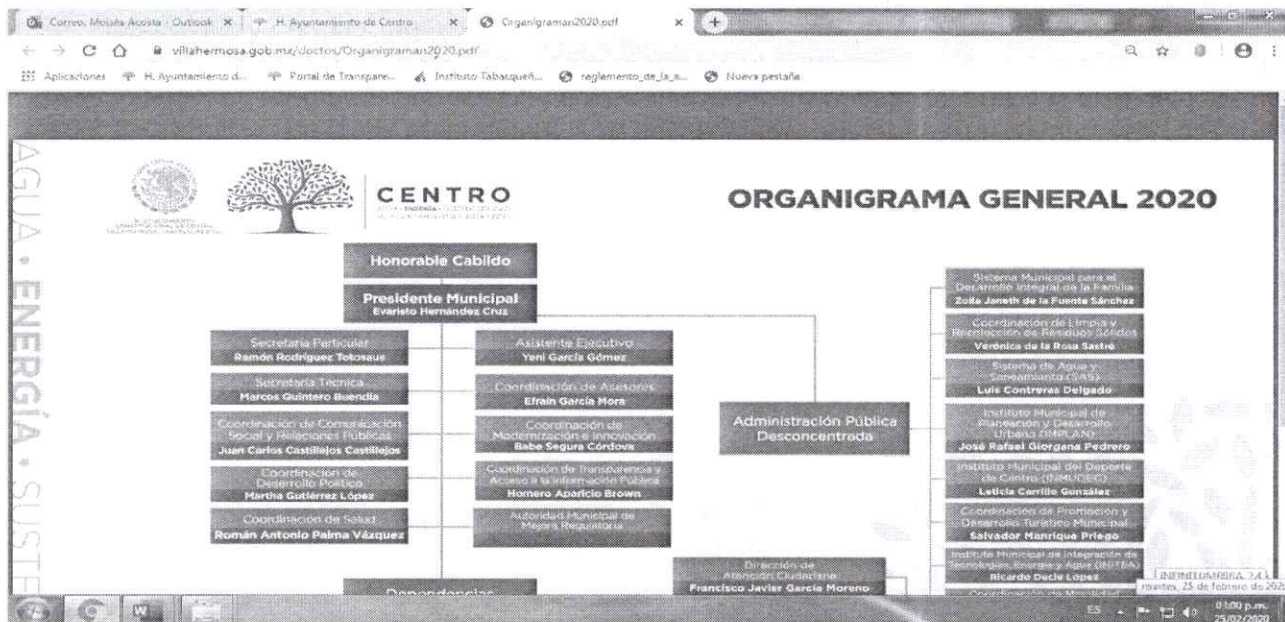 Correo, Moisés Acosta - Outlook
H. Ayuntamiento de Centro
Organigraman2020.pdf
villahermosa.gob.mx/doctos/Organigraman2020.pdf
Aplicaciones
H. Ayuntamiento d...
Portal de Transpare...
Instituto Tabasqueñ...
reglamento_de_la_a...
Nueva pestaña
AGUA • ENERGÍA • SUSTE
CENTRO
ORGANIGRAMA GENERAL 2020
Honorable Cabildo
Presidente Municipal
Evaristo Hernández Cruz
Secretaría Particular
Ramón Rodríguez Totosaus
Secretaría Técnica
Marcos Quintero Buendía
Coordinación de Comunicación
Social y Relaciones Públicas
Juan Carlos Castillejos Castillejos
Coordinación de
Desarrollo Político
Martha Gutiérrez López
Coordinación de Salud
Román Antonio Palma Vázquez
Asistente Ejecutivo
Yeni García Gómez
Coordinación de Asesores
Efraín García Mora
Coordinación de
Modernización e Innovación
Babe Segura Córdova
Coordinación de Transparencia y
Acceso a la Información Pública
Homero Aparicio Brown
Autoridad Municipal de
Mejora Regulatoria
Dependencias
Administración Pública
Desconcentrada
Sistema Municipal para el
Desarrollo Integral de la Familia
Zoila Janeth de la Fuente Sánchez
Coordinación de Limpia y
Recolección de Residuos Sólidos
Verónica de la Rosa Sastré
Sistema de Agua y
Saneamiento (SAS)
Luis Contreras Delgado
Instituto Municipal de
Planeación y Desarrollo
Urbano (IMPLAN)
José Rafael Giorgana Pedrero
Instituto Municipal del Deporte
de Centro (INMUDEC)
Leticia Carrillo González
Coordinación de Promoción y
Desarrollo Turístico Municipal
Salvador Manrique Priego
Instituto Municipal de Integración de
Tecnologías, Energía y Agua (IMITEA)
Ricardo Decle López
Coordinación de Movilidad
Dirección de
Atención Ciudadana
Francisco Javier García Moreno
martes, 25 de febrero de 2020
ES
01:00 p.m.
25/02/2020